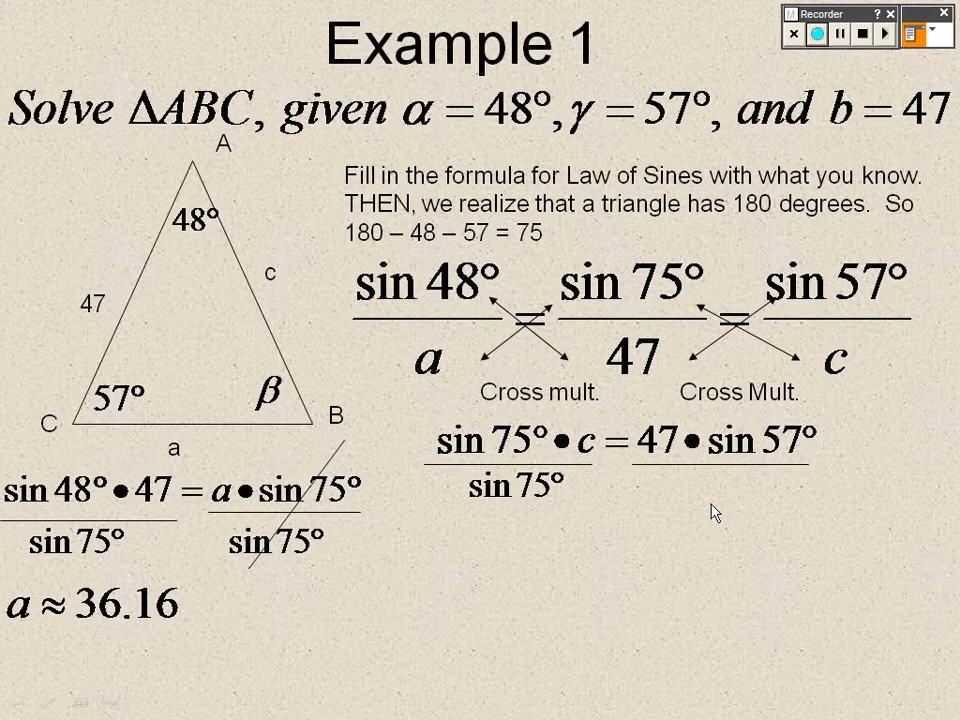 Example 1
Recorder
Solve ΔABC, given α = 48°, γ = 57°, and b = 47
A
Fill in the formula for Law of Sines with what you know.
THEN, we realize that a triangle has 180 degrees. So
180 – 48 – 57 = 75
48°
47
c
57°
β
C
B
a
sin 48° / a = sin 75° / 47 = sin 57° / c
Cross mult.
Cross Mult.
sin 75° • c = 47 • sin 57°
sin 75°
sin 48° • 47 = a • sin 75°
sin 75°
sin 75°
a ≈ 36.16